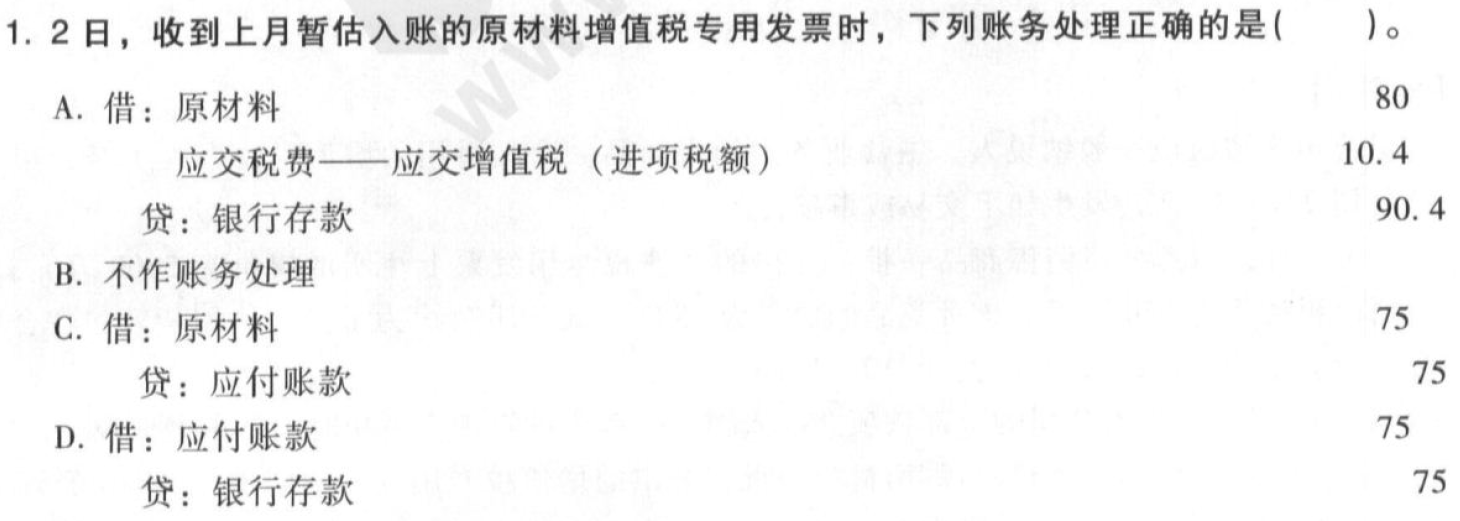 1. 2日，收到上月暂估入账的原材料增值税专用发票时，下列账务处理正确的是(　　)。
A. 借：原材料 80
应交税费——应交增值税（进项税额） 10.4
贷：银行存款 90.4
B. 不作账务处理
C. 借：原材料 75
贷：应付账款 75
D. 借：应付账款 75
贷：银行存款 75